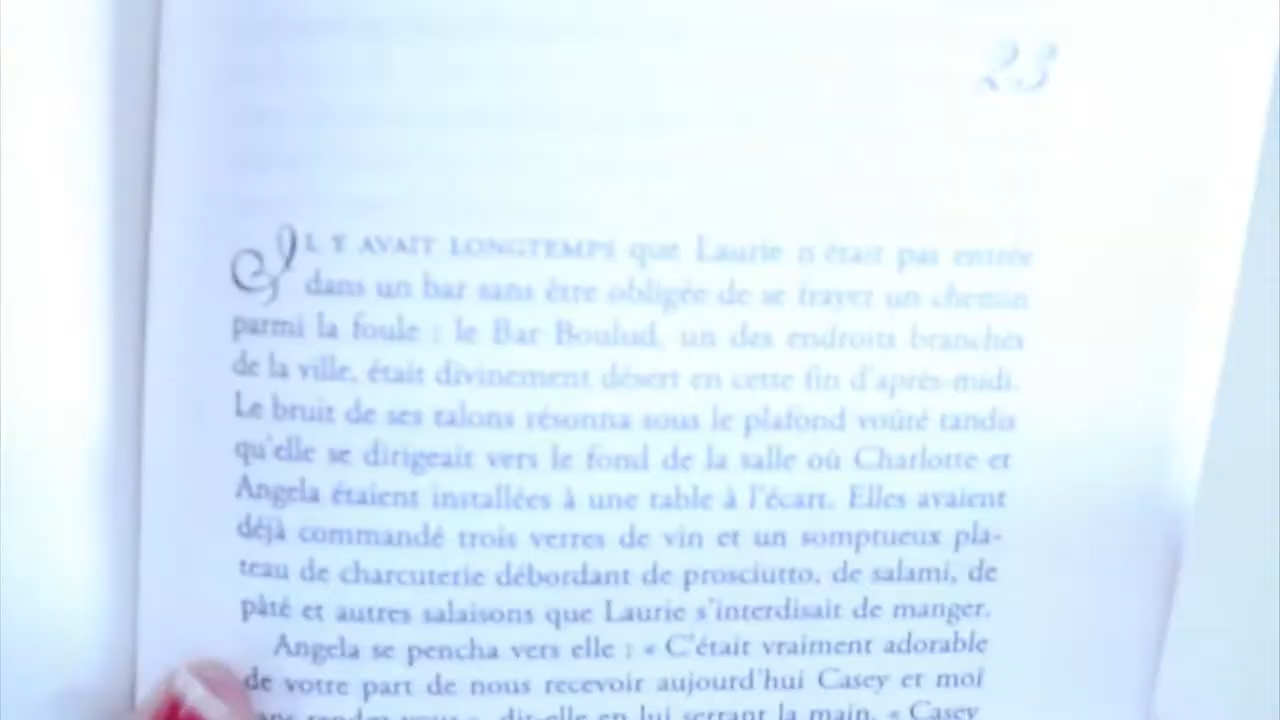 23
IL Y AVAIT LONGTEMPS que Laurie n'était pas entrée
dans un bar sans être obligée de se frayer un chemin
parmi la foule : le Bar Boulud, un des endroits branchés
de la ville, était divinement désert en cette fin d'après-midi.
Le bruit de ses talons résonna sous le plafond voûté tandis
qu'elle se dirigeait vers le fond de la salle où Charlotte et
Angela étaient installées à une table à l'écart. Elles avaient
déjà commandé trois verres de vin et un somptueux pla-
teau de charcuterie débordant de prosciutto, de salami, de
pâté et autres salaisons que Laurie s'interdisait de manger.
Angela se pencha vers elle : « C'était vraiment adorable
de votre part de nous recevoir aujourd'hui Casey et moi
dit-elle en lui serrant la main. « Casey